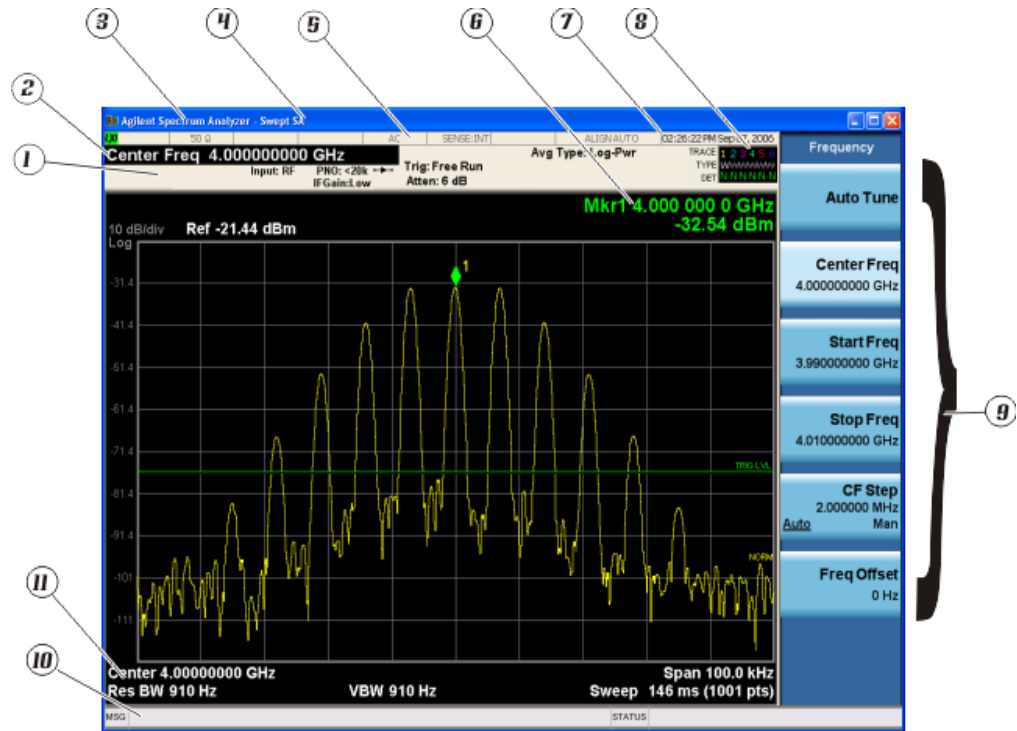 3
4
5
6
7
8
2
1
Agilent Spectrum Analyzer - Swept SA
50 Ω
AC
SENSE:INT
ALIGN AUTO
02:26:22 PM Sep 27, 2006
Center Freq 4.000000000 GHz
Input: RF
PNO: <20k
IFGain:Low
Trig: Free Run
Atten: 6 dB
Avg Type: Log-Pwr
TRACE 1 2 3 4 5 6
TYPE
DET N N N N N N
Mkr1 4.000 000 0 GHz
-32.54 dBm
10 dB/div
Ref -21.44 dBm
Log
1
-31.4
-41.4
-51.4
-61.4
-71.4
-81.4
-91.4
-101
-111
TRIG LVL
NORM
Center 4.00000000 GHz
Span 100.0 kHz
Res BW 910 Hz
VBW 910 Hz
Sweep 146 ms (1001 pts)
MSG
STATUS
Frequency
Auto Tune
Center Freq
4.000000000 GHz
Start Freq
3.990000000 GHz
Stop Freq
4.010000000 GHz
CF Step
2.000000 MHz
Auto Man
Freq Offset
0 Hz
9
11
10